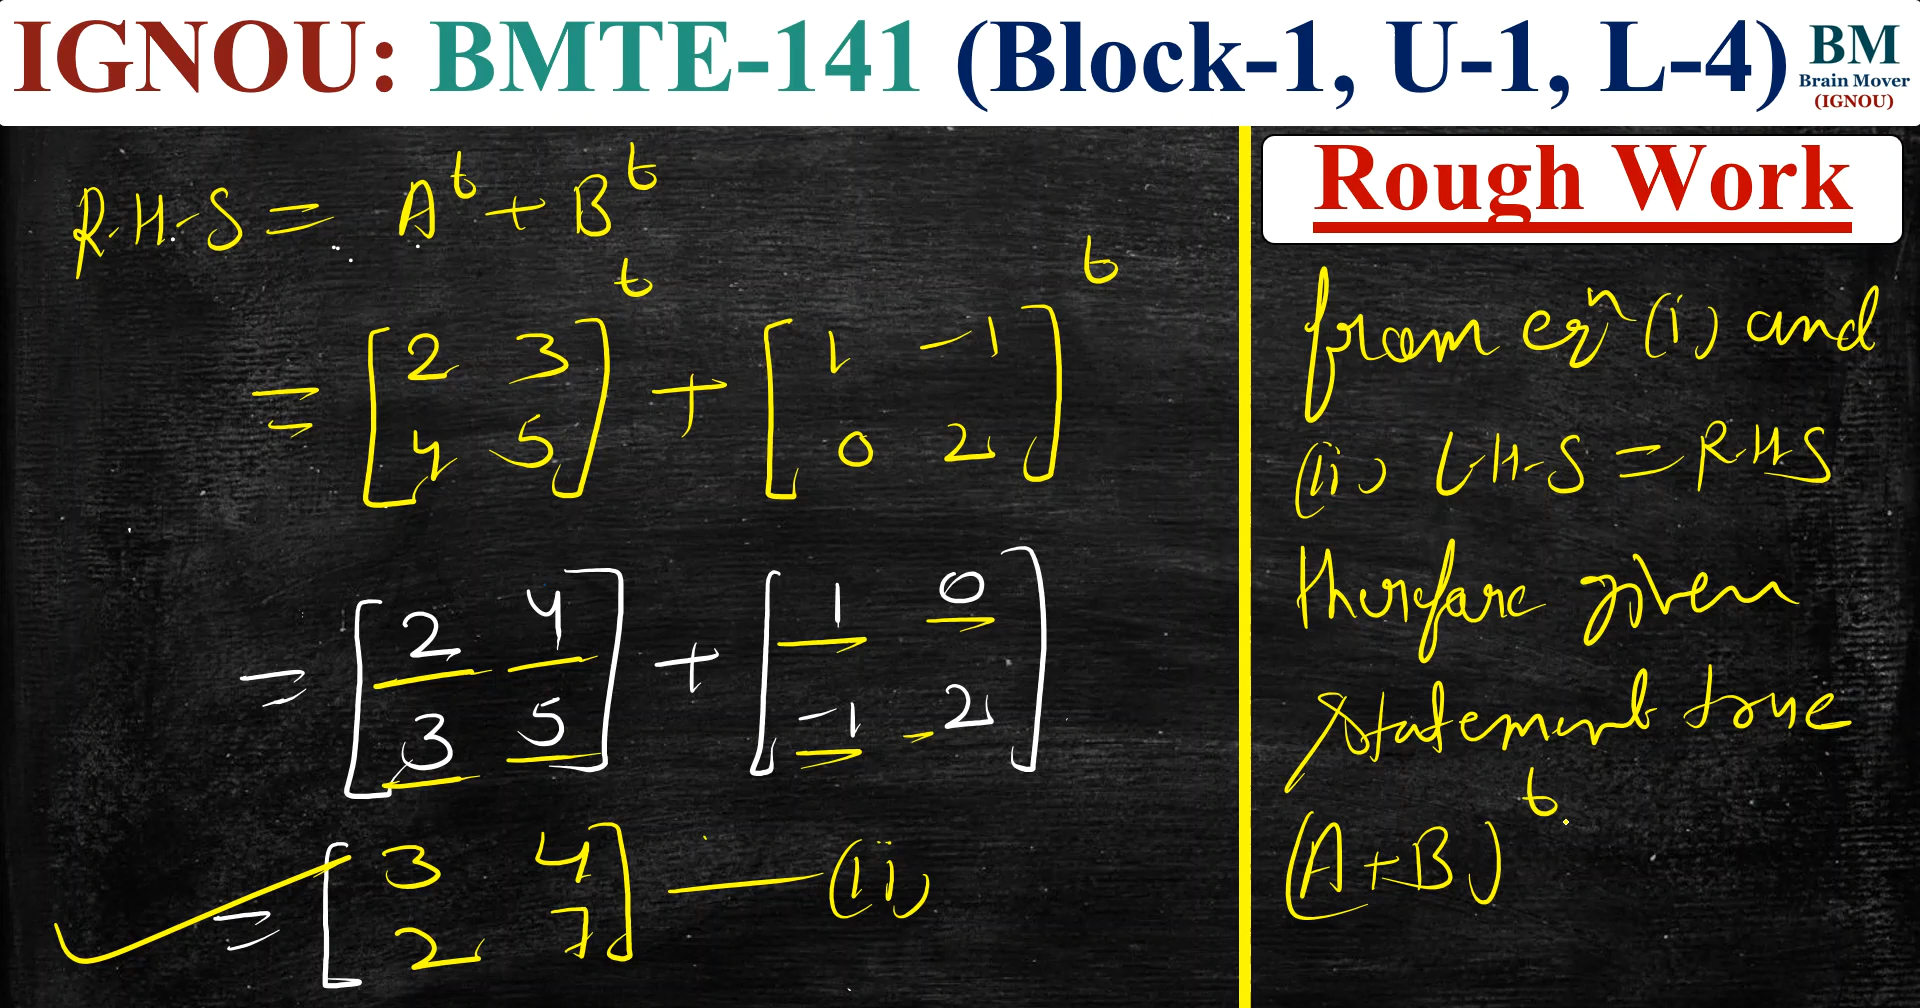 IGNOU: BMTE-141 (Block-1, U-1, L-4)
BM
Brain Mover
(IGNOU)
R.H.S = A^t + B^t
= [2 3
4 5]^t + [1 -1
0 2]^t
= [2 4
3 5] + [1 0
-1 2]
= [3 4
2 7] — (ii)
Rough Work
from eq^n (i) and
(ii) L.H.S = R.H.S
therfore given
statement true
(A+B)^t